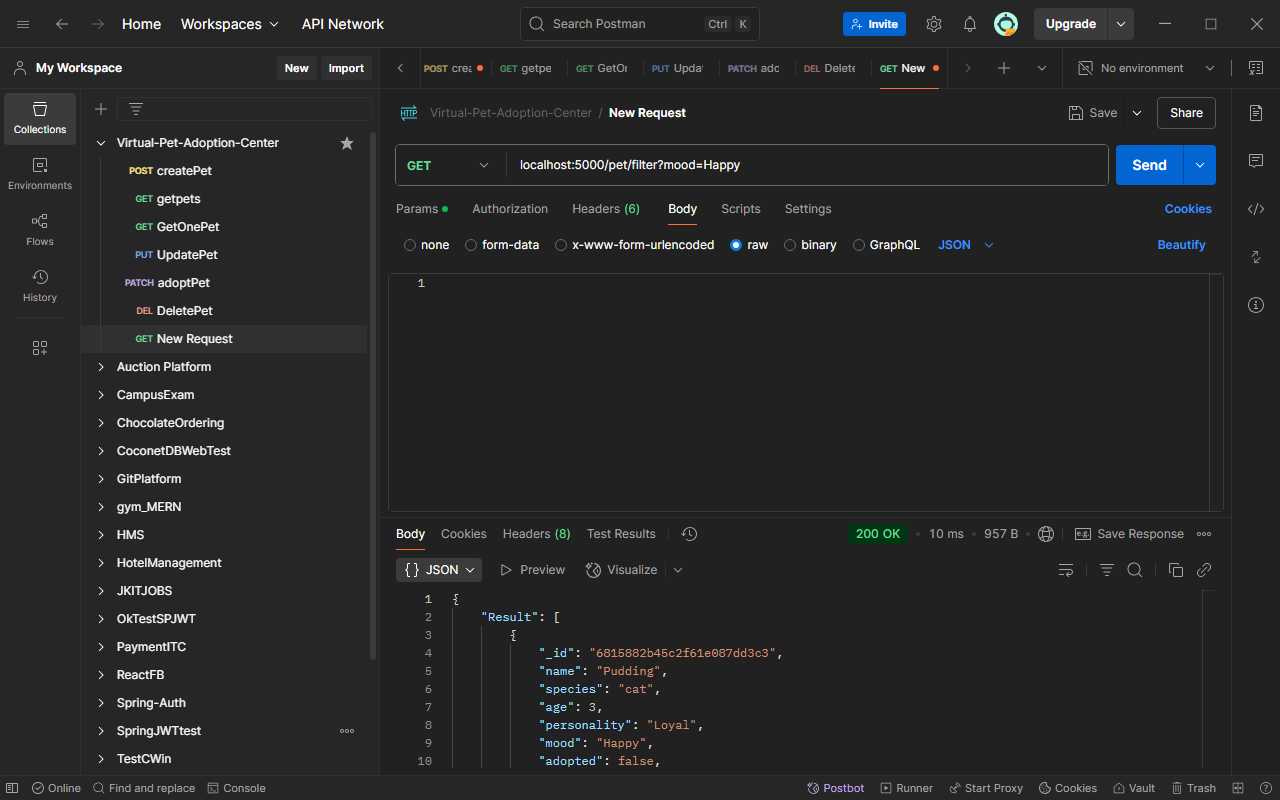 Home Workspaces API Network Search Postman Ctrl K Invite Upgrade
My Workspace New Import POST crea GET getpe GET GetOn PUT Updat PATCH adc DEL Delete GET New No environment
Collections
Environments
Flows
History
Virtual-Pet-Adoption-Center
POST createPet
GET getpets
GET GetOnePet
PUT UpdatePet
PATCH adoptPet
DEL DeletePet
GET New Request
Auction Platform
CampusExam
ChocolateOrdering
CoconetDBWebTest
GitPlatform
gym_MERN
HMS
HotelManagement
JKITJOBS
OkTestSPJWT
PaymentITC
ReactFB
Spring-Auth
SpringJWTtest
TestCWin
HTTP Virtual-Pet-Adoption-Center / New Request Save Share
GET localhost:5000/pet/filter?mood=Happy Send
Params Authorization Headers (6) Body Scripts Settings Cookies
none form-data x-www-form-urlencoded raw binary GraphQL JSON Beautify
1
Body Cookies Headers (8) Test Results 200 OK • 10 ms • 957 B • e.g. Save Response
{} JSON Preview Visualize
1 {
2 "Result": [
3 {
4 "_id": "6815882b45c2f61e087dd3c3",
5 "name": "Pudding",
6 "species": "cat",
7 "age": 3,
8 "personality": "Loyal",
9 "mood": "Happy",
10 "adopted": false,
Online Find and replace Console Postbot Runner Start Proxy Cookies Vault Trash